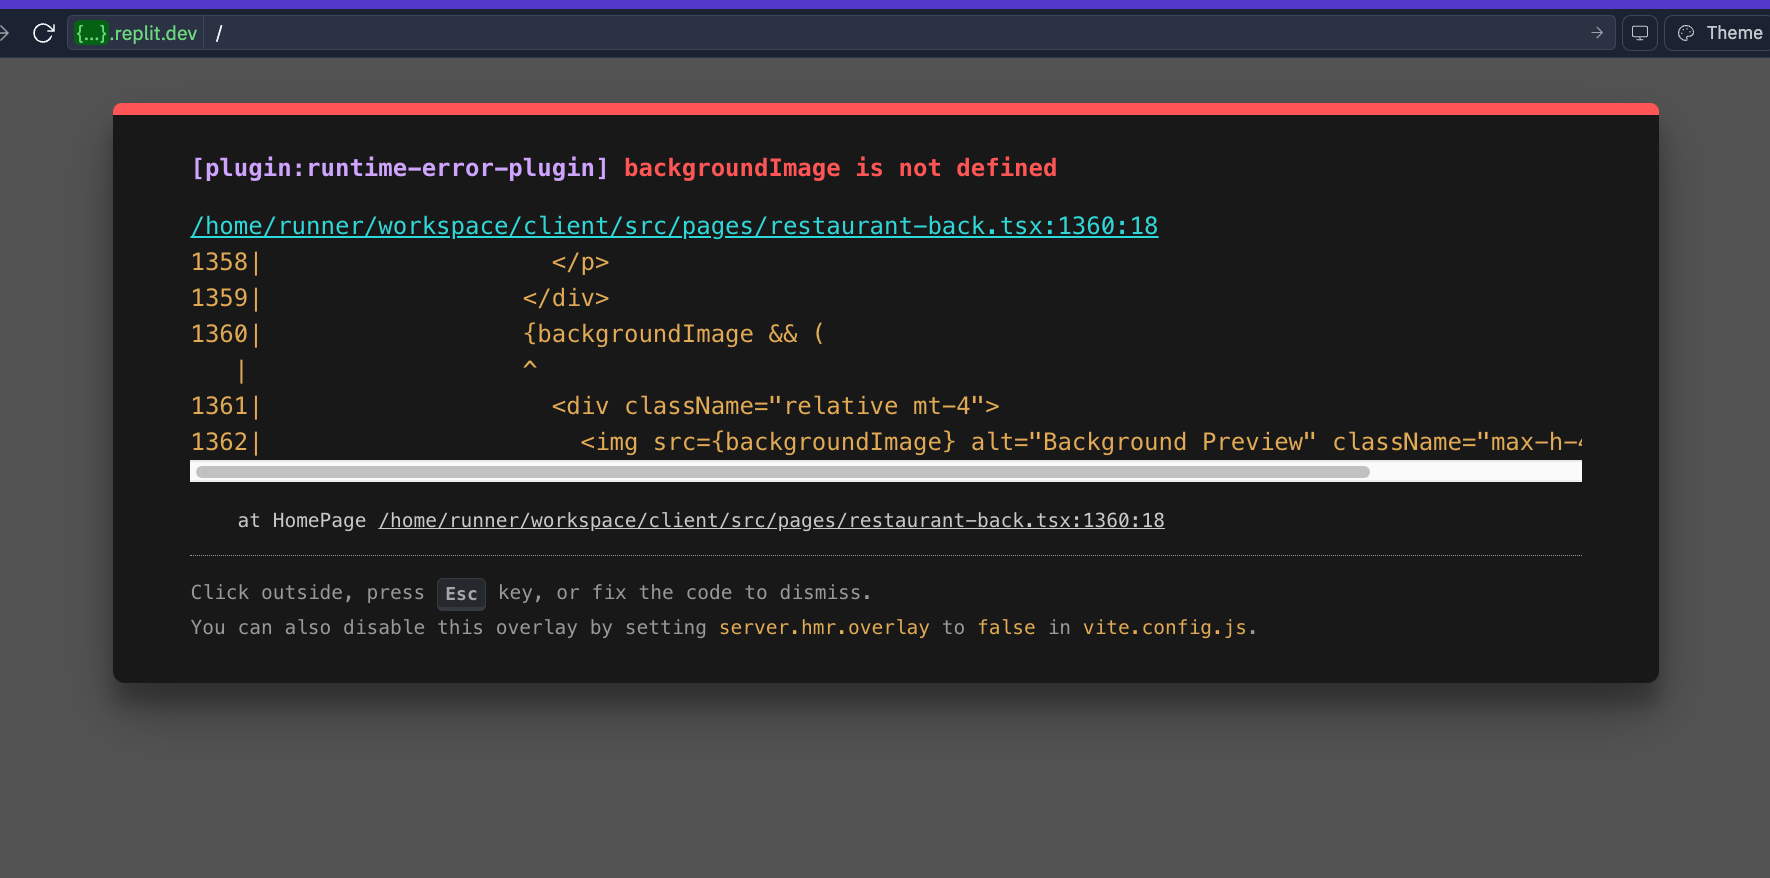 {...}.replit.dev / Theme
[plugin:runtime-error-plugin] backgroundImage is not defined
/home/runner/workspace/client/src/pages/restaurant-back.tsx:1360:18
1358|                    </p>
1359|                  </div>
1360|                  {backgroundImage && (
   |                  ^
1361|                    <div className="relative mt-4">
1362|                      <img src={backgroundImage} alt="Background Preview" className="max-h-4
at HomePage /home/runner/workspace/client/src/pages/restaurant-back.tsx:1360:18
Click outside, press Esc key, or fix the code to dismiss.
You can also disable this overlay by setting server.hmr.overlay to false in vite.config.js.